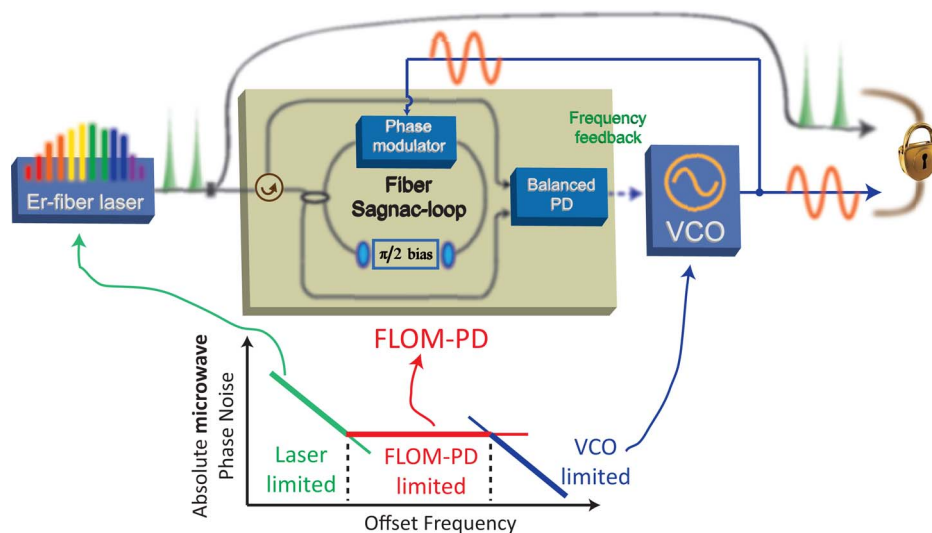 Er-fiber laser
Phase
modulator
Fiber
Sagnac-loop
π/2 bias
Balanced
PD
Frequency
feedback
VCO
FLOM-PD
Absolute microwave
Phase Noise
Laser
limited
FLOM-PD
limited
VCO
limited
Offset Frequency